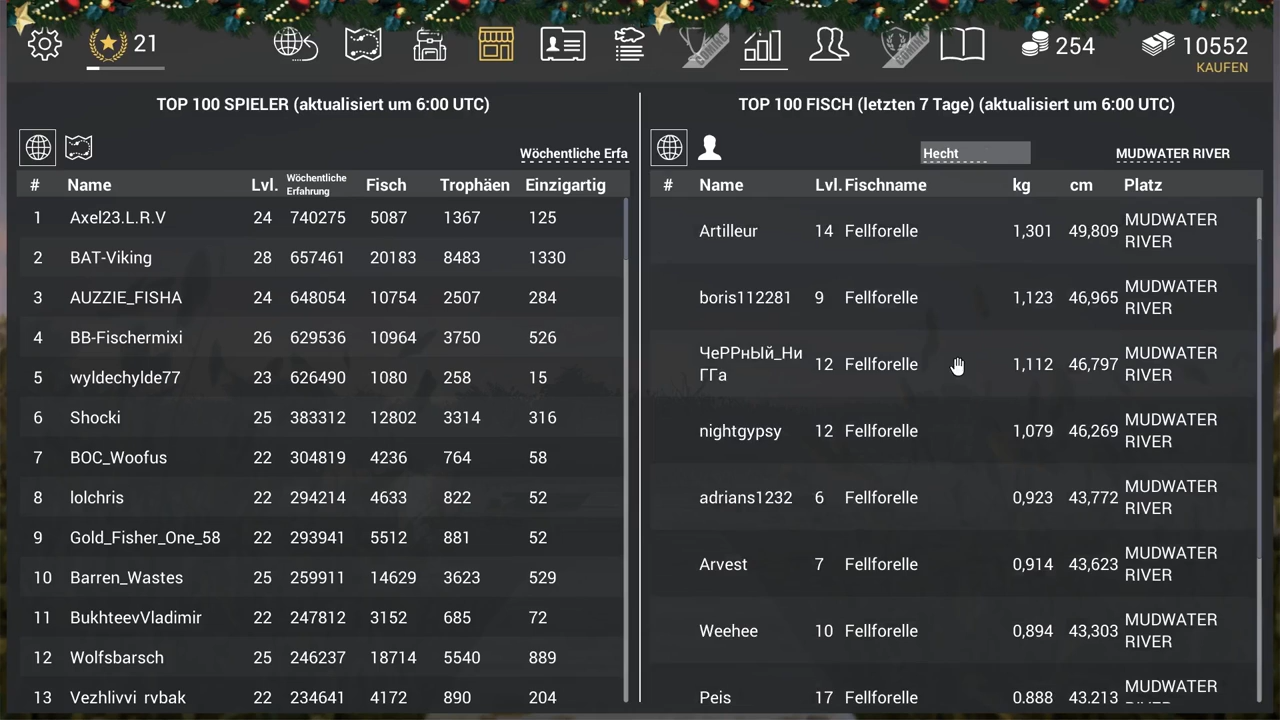 21
254
10552
KAUFEN
TOP 100 SPIELER (aktualisiert um 6:00 UTC)
Wöchentliche Erfa
# Name Lvl. Wöchentliche Erfahrung Fisch Trophäen Einzigartig
1 Axel23.L.R.V 24 740275 5087 1367 125
2 BAT-Viking 28 657461 20183 8483 1330
3 AUZZIE_FISHA 24 648054 10754 2507 284
4 BB-Fischermixi 26 629536 10964 3750 526
5 wyldechylde77 23 626490 1080 258 15
6 Shocki 25 383312 12802 3314 316
7 BOC_Woofus 22 304819 4236 764 58
8 lolchris 22 294214 4633 822 52
9 Gold_Fisher_One_58 22 293941 5512 881 52
10 Barren_Wastes 25 259911 14629 3623 529
11 BukhteevVladimir 22 247812 3152 685 72
12 Wolfsbarsch 25 246237 18714 5540 889
13 Vezhlivvi rvbak 22 234641 4172 890 204
TOP 100 FISCH (letzten 7 Tage) (aktualisiert um 6:00 UTC)
Hecht MUDWATER RIVER
# Name Lvl. Fischname kg cm Platz
Artilleur 14 Fellforelle 1,301 49,809 MUDWATER RIVER
boris112281 9 Fellforelle 1,123 46,965 MUDWATER RIVER
ЧеРРнЫй_НиГГа 12 Fellforelle 1,112 46,797 MUDWATER RIVER
nightgypsy 12 Fellforelle 1,079 46,269 MUDWATER RIVER
adrians1232 6 Fellforelle 0,923 43,772 MUDWATER RIVER
Arvest 7 Fellforelle 0,914 43,623 MUDWATER RIVER
Weehee 10 Fellforelle 0,894 43,303 MUDWATER RIVER
Peis 17 Fellforelle 0.888 43.213 MUDWATER